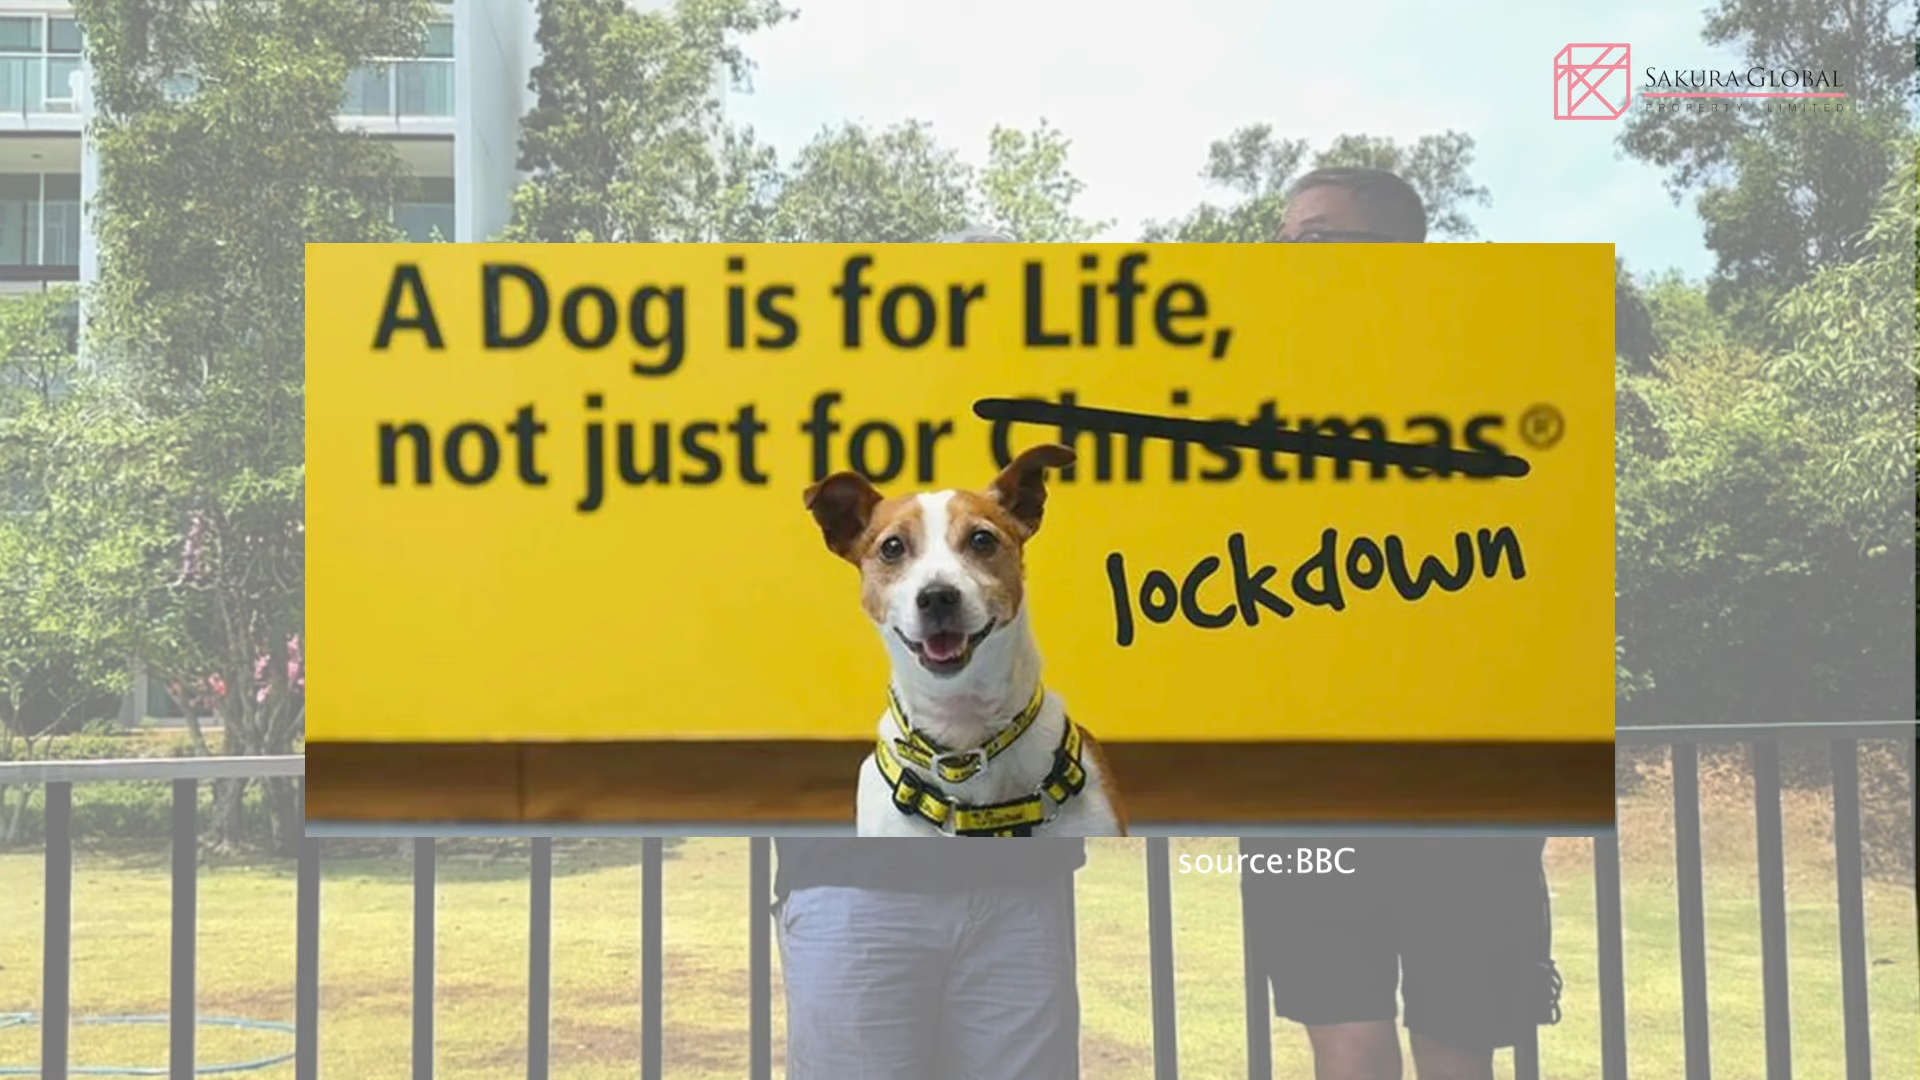 SAKURA GLOBAL
PROPERTY LIMITED
A Dog is for Life,
not just for Christmas®
lockdown
source:BBC